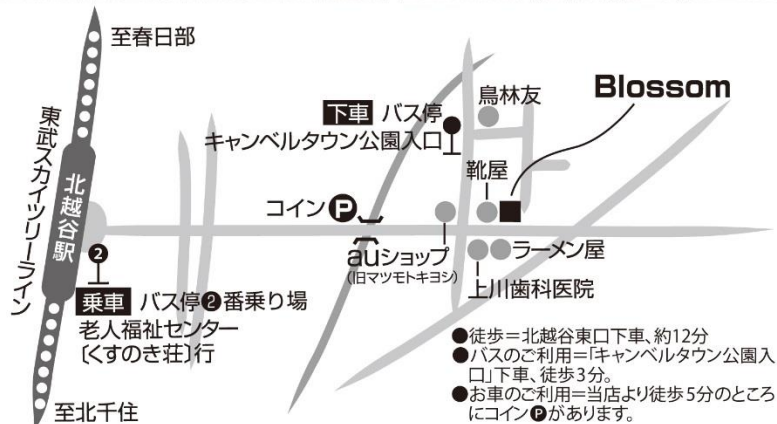 至春日部
東武スカイツリーライン
北越谷駅
❷
乗車 バス停❷番乗り場
老人福祉センター
〔くすのき荘〕行
至北千住
下車 バス停
キャンベルタウン公園入口
鳥林友
Blossom
靴屋
コインⓅ
auショップ
(旧マツモトキヨシ)
ラーメン屋
上川歯科医院
●徒歩=北越谷東口下車、約12分
●バスのご利用=「キャンベルタウン公園入
口」下車、徒歩3分。
●お車のご利用=当店より徒歩5分のところ
にコインⓅがあります。